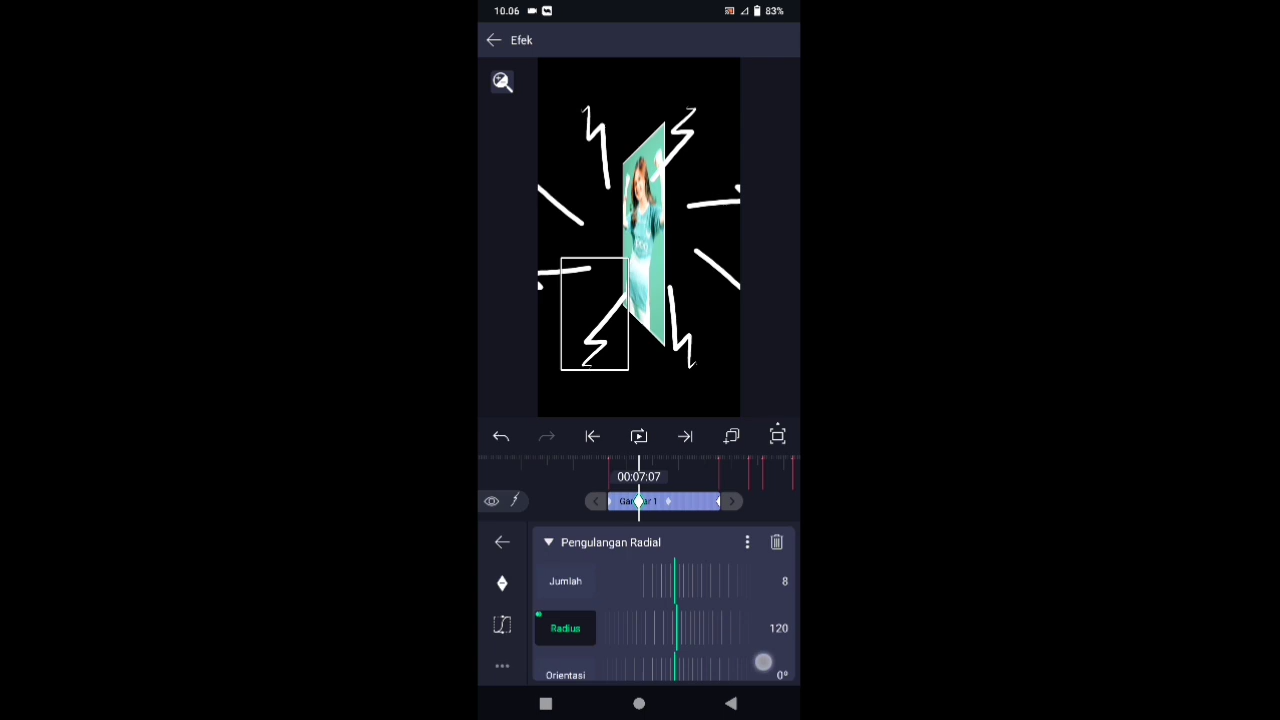 10.06
83%
Efek
00:07:07
Pengulangan Radial
Jumlah
8
Radius
120
Orientasi
0°